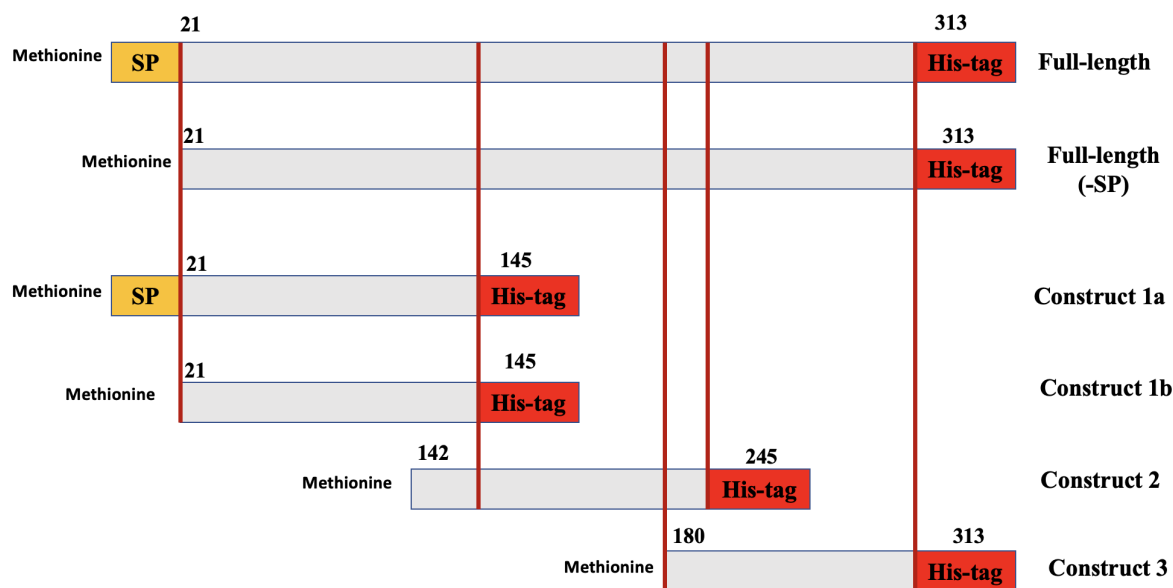 21
313
Methionine
SP
His-tag
Full-length
21
313
Methionine
His-tag
Full-length
(-SP)
21
145
Methionine
SP
His-tag
Construct 1a
21
145
Methionine
His-tag
Construct 1b
142
245
Methionine
His-tag
Construct 2
180
313
Methionine
His-tag
Construct 3